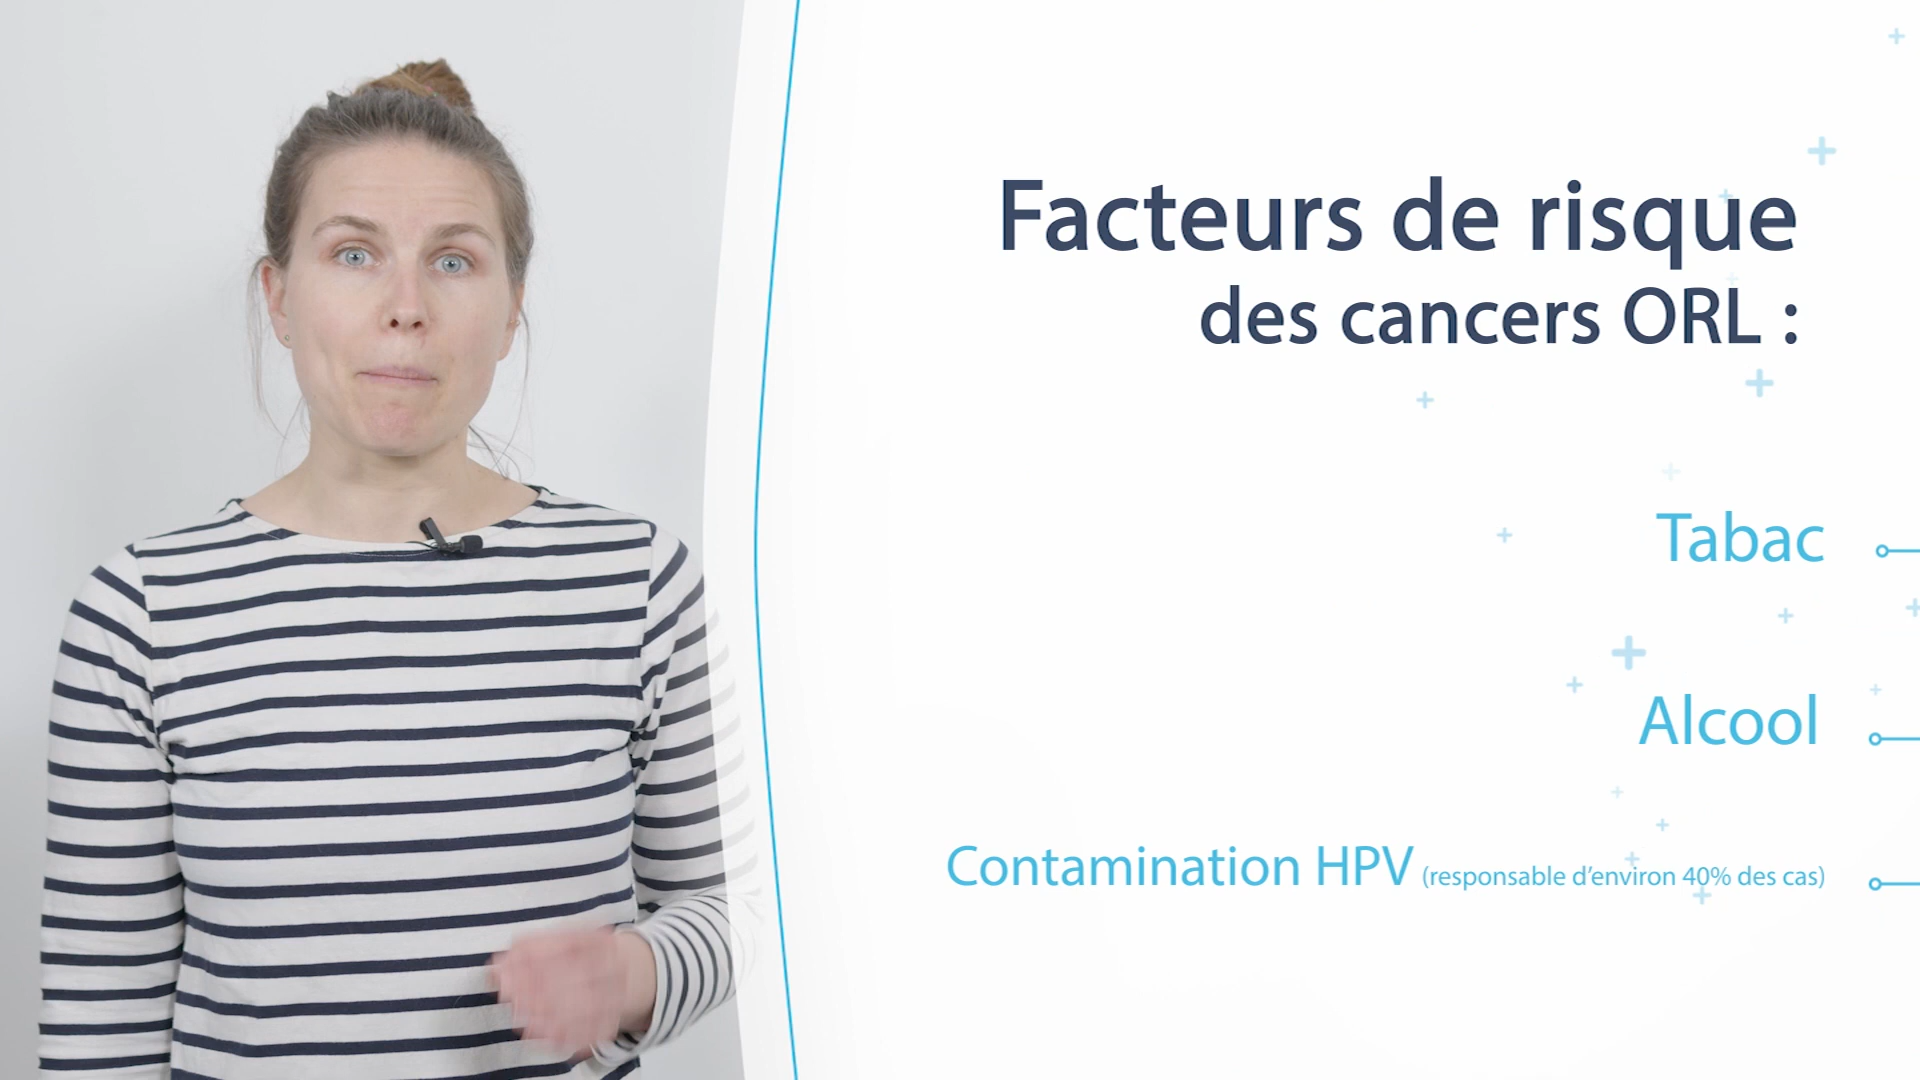 Facteurs de risque
des cancers ORL :
Tabac
Alcool
Contamination HPV (responsable d’environ 40% des cas)